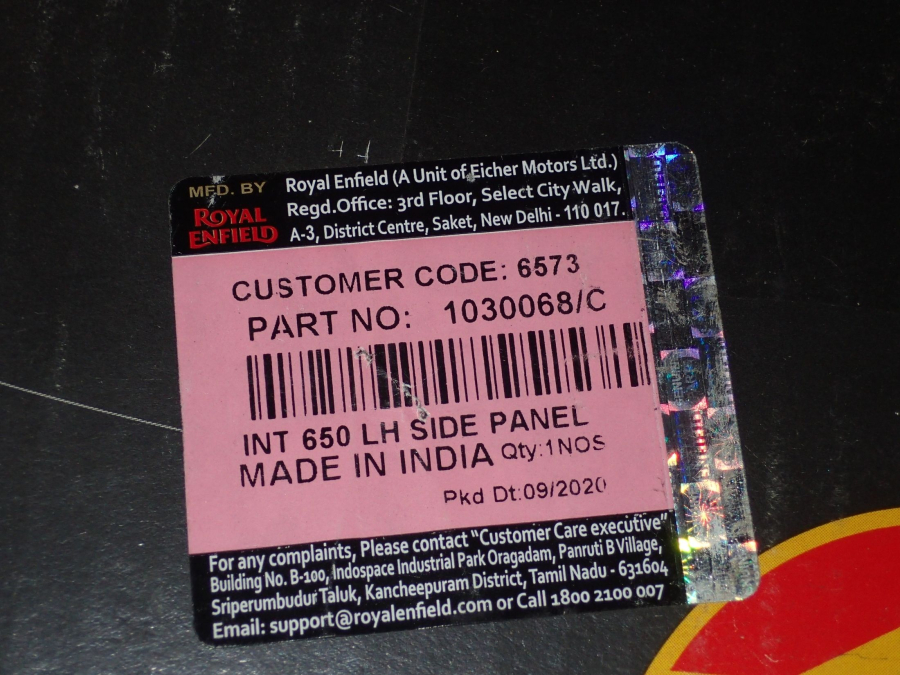 MFD. BY
ROYAL
ENFIELD
Royal Enfield (A Unit of Eicher Motors Ltd.)
Regd.Office: 3rd Floor, Select City Walk,
A-3, District Centre, Saket, New Delhi - 110 017.
CUSTOMER CODE: 6573
PART NO: 1030068/C
INT 650 LH SIDE PANEL
MADE IN INDIA Qty:1NOS
Pkd Dt:09/2020
For any complaints, Please contact "Customer Care executive"
Building No. B-100, Indospace Industrial Park Oragadam, Panruti B Village,
Sriperumbudur Taluk, Kancheepuram District, Tamil Nadu - 631604
Email: support@royalenfield.com or Call 1800 2100 007